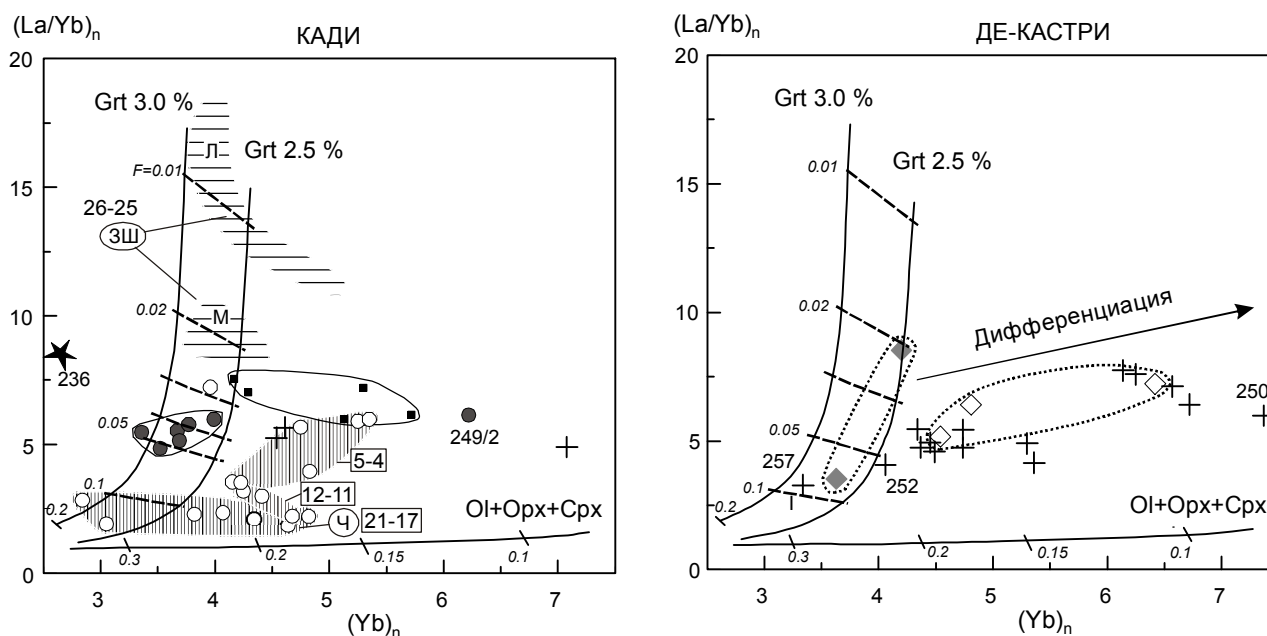 (La/Yb)n
КАДИ
20
Grt 3.0 %
Л
Grt 2.5 %
F=0.01
15
26-25
ЗШ
0.02
М
10
236
0.05
5
249/2
5-4
0.1
12-11
Ol+Opx+Cpx
Ч
21-17
0.2
0.3
0.2
0.15
0.1
0
3
4
5
6
7
(Yb)n
(La/Yb)n
ДЕ-КАСТРИ
20
Grt 3.0 %
Grt 2.5 %
0.01
15
0.02
10
Дифференциация
250
0.05
5
257
252
0.1
Ol+Opx+Cpx
0.2
0.3
0.2
0.15
0.1
0
3
4
5
6
7
(Yb)n